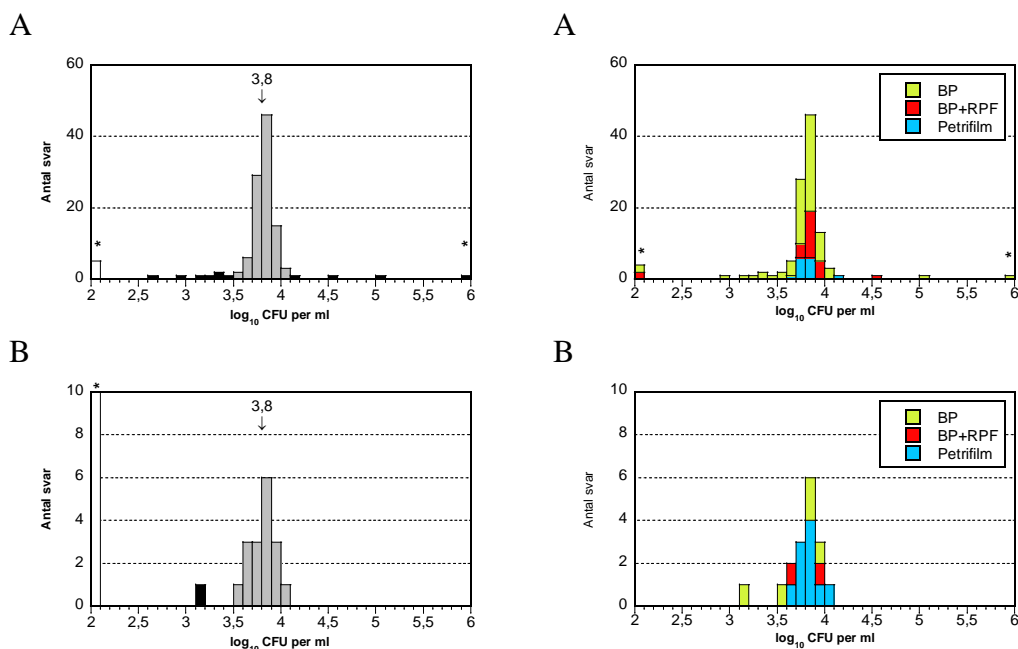 A
60
40
20
0
Antal svar
3,8
↓
*
*
2 2,5 3 3,5 4 4,5 5 5,5 6
log10 CFU per ml
A
60
40
20
0
Antal svar
BP
BP+RPF
Petrifilm
*
*
2 2,5 3 3,5 4 4,5 5 5,5 6
log10 CFU per ml
B
10
8
6
4
2
0
Antal svar
*
3,8
↓
2 2,5 3 3,5 4 4,5 5 5,5 6
log10 CFU per ml
B
10
8
6
4
2
0
Antal svar
BP
BP+RPF
Petrifilm
2 2,5 3 3,5 4 4,5 5 5,5 6
log10 CFU per ml